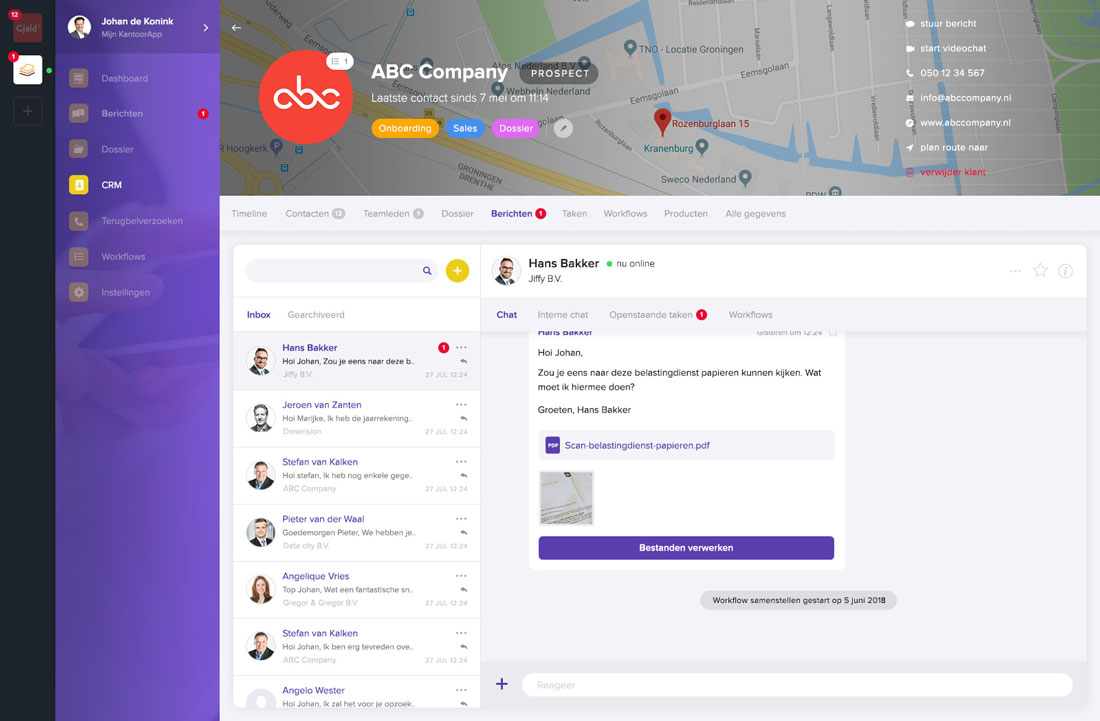 12
Gjald
1
Johan de Konink
Mijn KantoorApp
Dashboard
Berichten 1
Dossier
CRM
Terugbelverzoeken
Workflows
Instellingen
abc
1
ABC Company PROSPECT
Laatste contact sinds 7 mei om 11:14
Onboarding Sales Dossier
Eemsgolaan
TNO - Locatie Groningen
Atos Nederland B.V.
Webhelp Nederland
Eemsgolaan
Eemsgolaan
Rozenburglaan 15
Kranenburg
Hoogkerk
GRONINGEN
DRENTHE
Sweco Nederland
Vredenoordlaan
stuur bericht
start videochat
050 12 34 567
info@abccompany.nl
www.abccompany.nl
plan route naar
verwijder klant
Timeline Contacten 12 Teamleden 1 Dossier Berichten 1 Taken Workflows Producten Alle gegevens
Inbox Gearchiveerd
Hans Bakker 1
Hoi Johan, Zou je eens naar deze b..
Jiffy B.V. 27 JUL 12:24
Jeroen van Zanten
Hoi Marijke, Ik heb de jaarrekening..
Dimension 27 JUL 12:24
Stefan van Kalken
Hoi stefan, Ik heb nog enkele gege..
ABC Company 27 JUL 12:24
Pieter van der Waal
Goedemorgen Pieter, We hebben je..
Data city B.V. 27 JUL 12:24
Angelique Vries
Top Johan, Wat een fantastische sn..
Gregor & Gregor B.V. 27 JUL 12:24
Stefan van Kalken
Hoi Johan, Ik ben erg tevreden ove..
ABC Company 27 JUL 12:24
Angelo Wester
Hoi Johan, Ik zal het voor je opzoek..
Hans Bakker nu online
Jiffy B.V.
Chat Interne chat Openstaande taken 1 Workflows
Hans Bakker Gisteren om 12:24
Hoi Johan,
Zou je eens naar deze belastingdienst papieren kunnen kijken. Wat
moet ik hiermee doen?
Groeten, Hans Bakker
PDF Scan-belastingdienst-papieren.pdf
Bestanden verwerken
Workflow samenstellen gestart op 5 juni 2018
Reageer